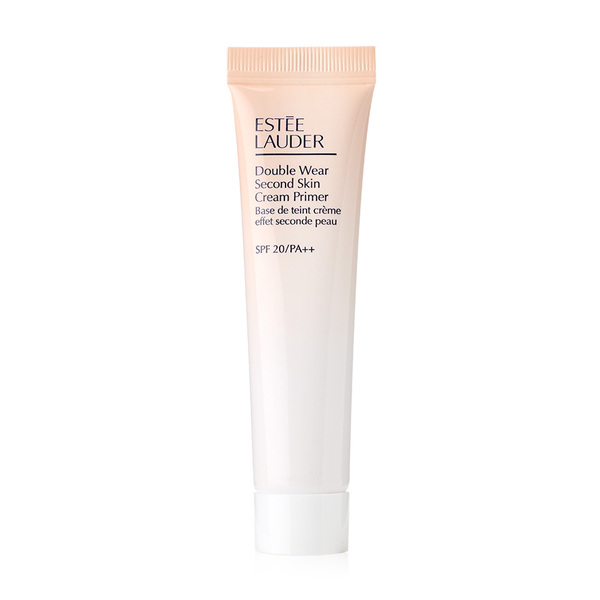 ESTĒE
LAUDER
Double Wear
Second Skin
Cream Primer
Base de teint crème
effet seconde peau
SPF 20/PA++